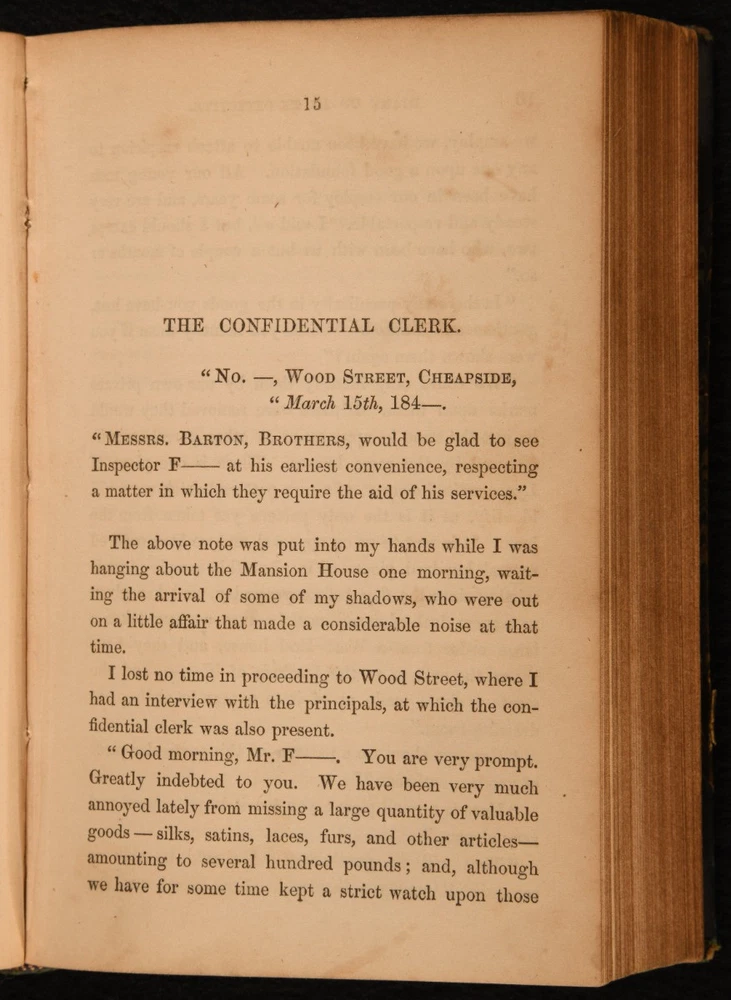 15
THE CONFIDENTIAL CLERK.
“No. —, Wood Street, Cheapside,
“March 15th, 184—.
“Messrs. Barton, Brothers, would be glad to see
Inspector F—— at his earliest convenience, respecting
a matter in which they require the aid of his services.”
The above note was put into my hands while I was
hanging about the Mansion House one morning, wait-
ing the arrival of some of my shadows, who were out
on a little affair that made a considerable noise at that
time.
I lost no time in proceeding to Wood Street, where I
had an interview with the principals, at which the con-
fidential clerk was also present.
“Good morning, Mr. F——. You are very prompt.
Greatly indebted to you. We have been very much
annoyed lately from missing a large quantity of valuable
goods — silks, satins, laces, furs, and other articles—
amounting to several hundred pounds; and, although
we have for some time kept a strict watch upon those